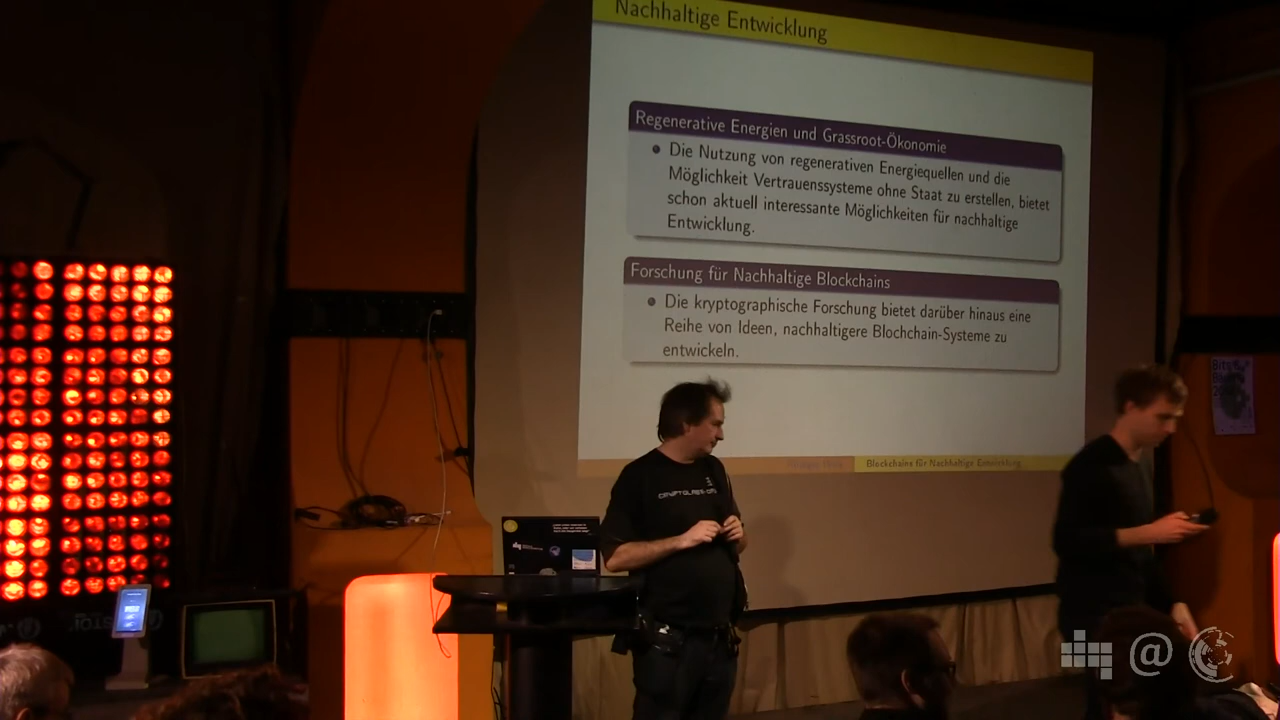 Nachhaltige Entwicklung
Regenerative Energien und Grassroot-Ökonomie
Die Nutzung von regenerativen Energiequellen und die
Möglichkeit Vertrauenssysteme ohne Staat zu erstellen, bietet
schon aktuell interessante Möglichkeiten für nachhaltige
Entwicklung.
Forschung für Nachhaltige Blockchains
Die kryptographische Forschung bietet darüber hinaus eine
Reihe von Ideen, nachhaltigere Blochchain-Systeme zu
entwickeln.
Blockchains für Nachhaltige Entwicklung
@